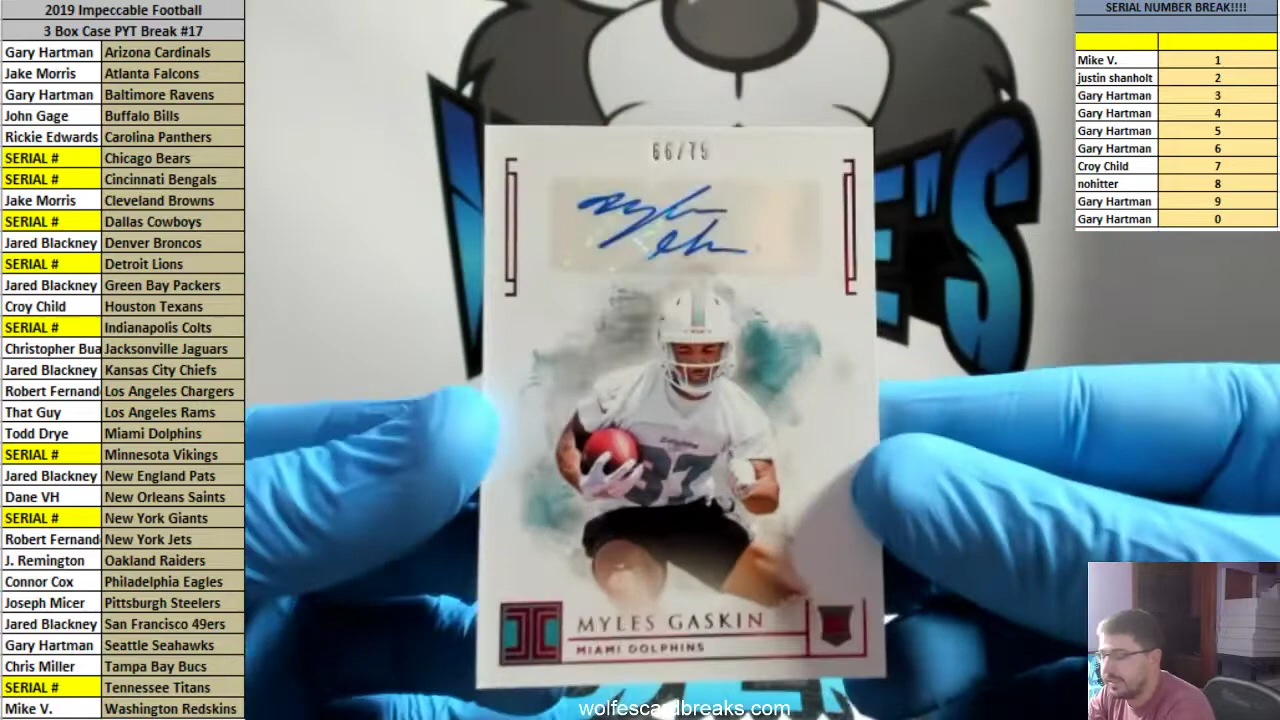 2019 Impeccable Football
3 Box Case PYT Break #17
Gary Hartman Arizona Cardinals
Jake Morris Atlanta Falcons
Gary Hartman Baltimore Ravens
John Gage Buffalo Bills
Rickie Edwards Carolina Panthers
SERIAL # Chicago Bears
SERIAL # Cincinnati Bengals
Jake Morris Cleveland Browns
SERIAL # Dallas Cowboys
Jared Blackney Denver Broncos
SERIAL # Detroit Lions
Jared Blackney Green Bay Packers
Croy Child Houston Texans
SERIAL # Indianapolis Colts
Christopher Bua Jacksonville Jaguars
Jared Blackney Kansas City Chiefs
Robert Fernand Los Angeles Chargers
That Guy Los Angeles Rams
Todd Drye Miami Dolphins
SERIAL # Minnesota Vikings
Jared Blackney New England Pats
Dane VH New Orleans Saints
SERIAL # New York Giants
Robert Fernand New York Jets
J. Remington Oakland Raiders
Connor Cox Philadelphia Eagles
Joseph Micer Pittsburgh Steelers
Jared Blackney San Francisco 49ers
Gary Hartman Seattle Seahawks
Chris Miller Tampa Bay Bucs
SERIAL # Tennessee Titans
Mike V. Washington Redskins
66/75
37
MYLES GASKIN
MIAMI DOLPHINS
wolfescardbreaks.com
SERIAL NUMBER BREAK!!!!
Mike V. 1
justin shanholt 2
Gary Hartman 3
Gary Hartman 4
Gary Hartman 5
Gary Hartman 6
Croy Child 7
nohitter 8
Gary Hartman 9
Gary Hartman 0